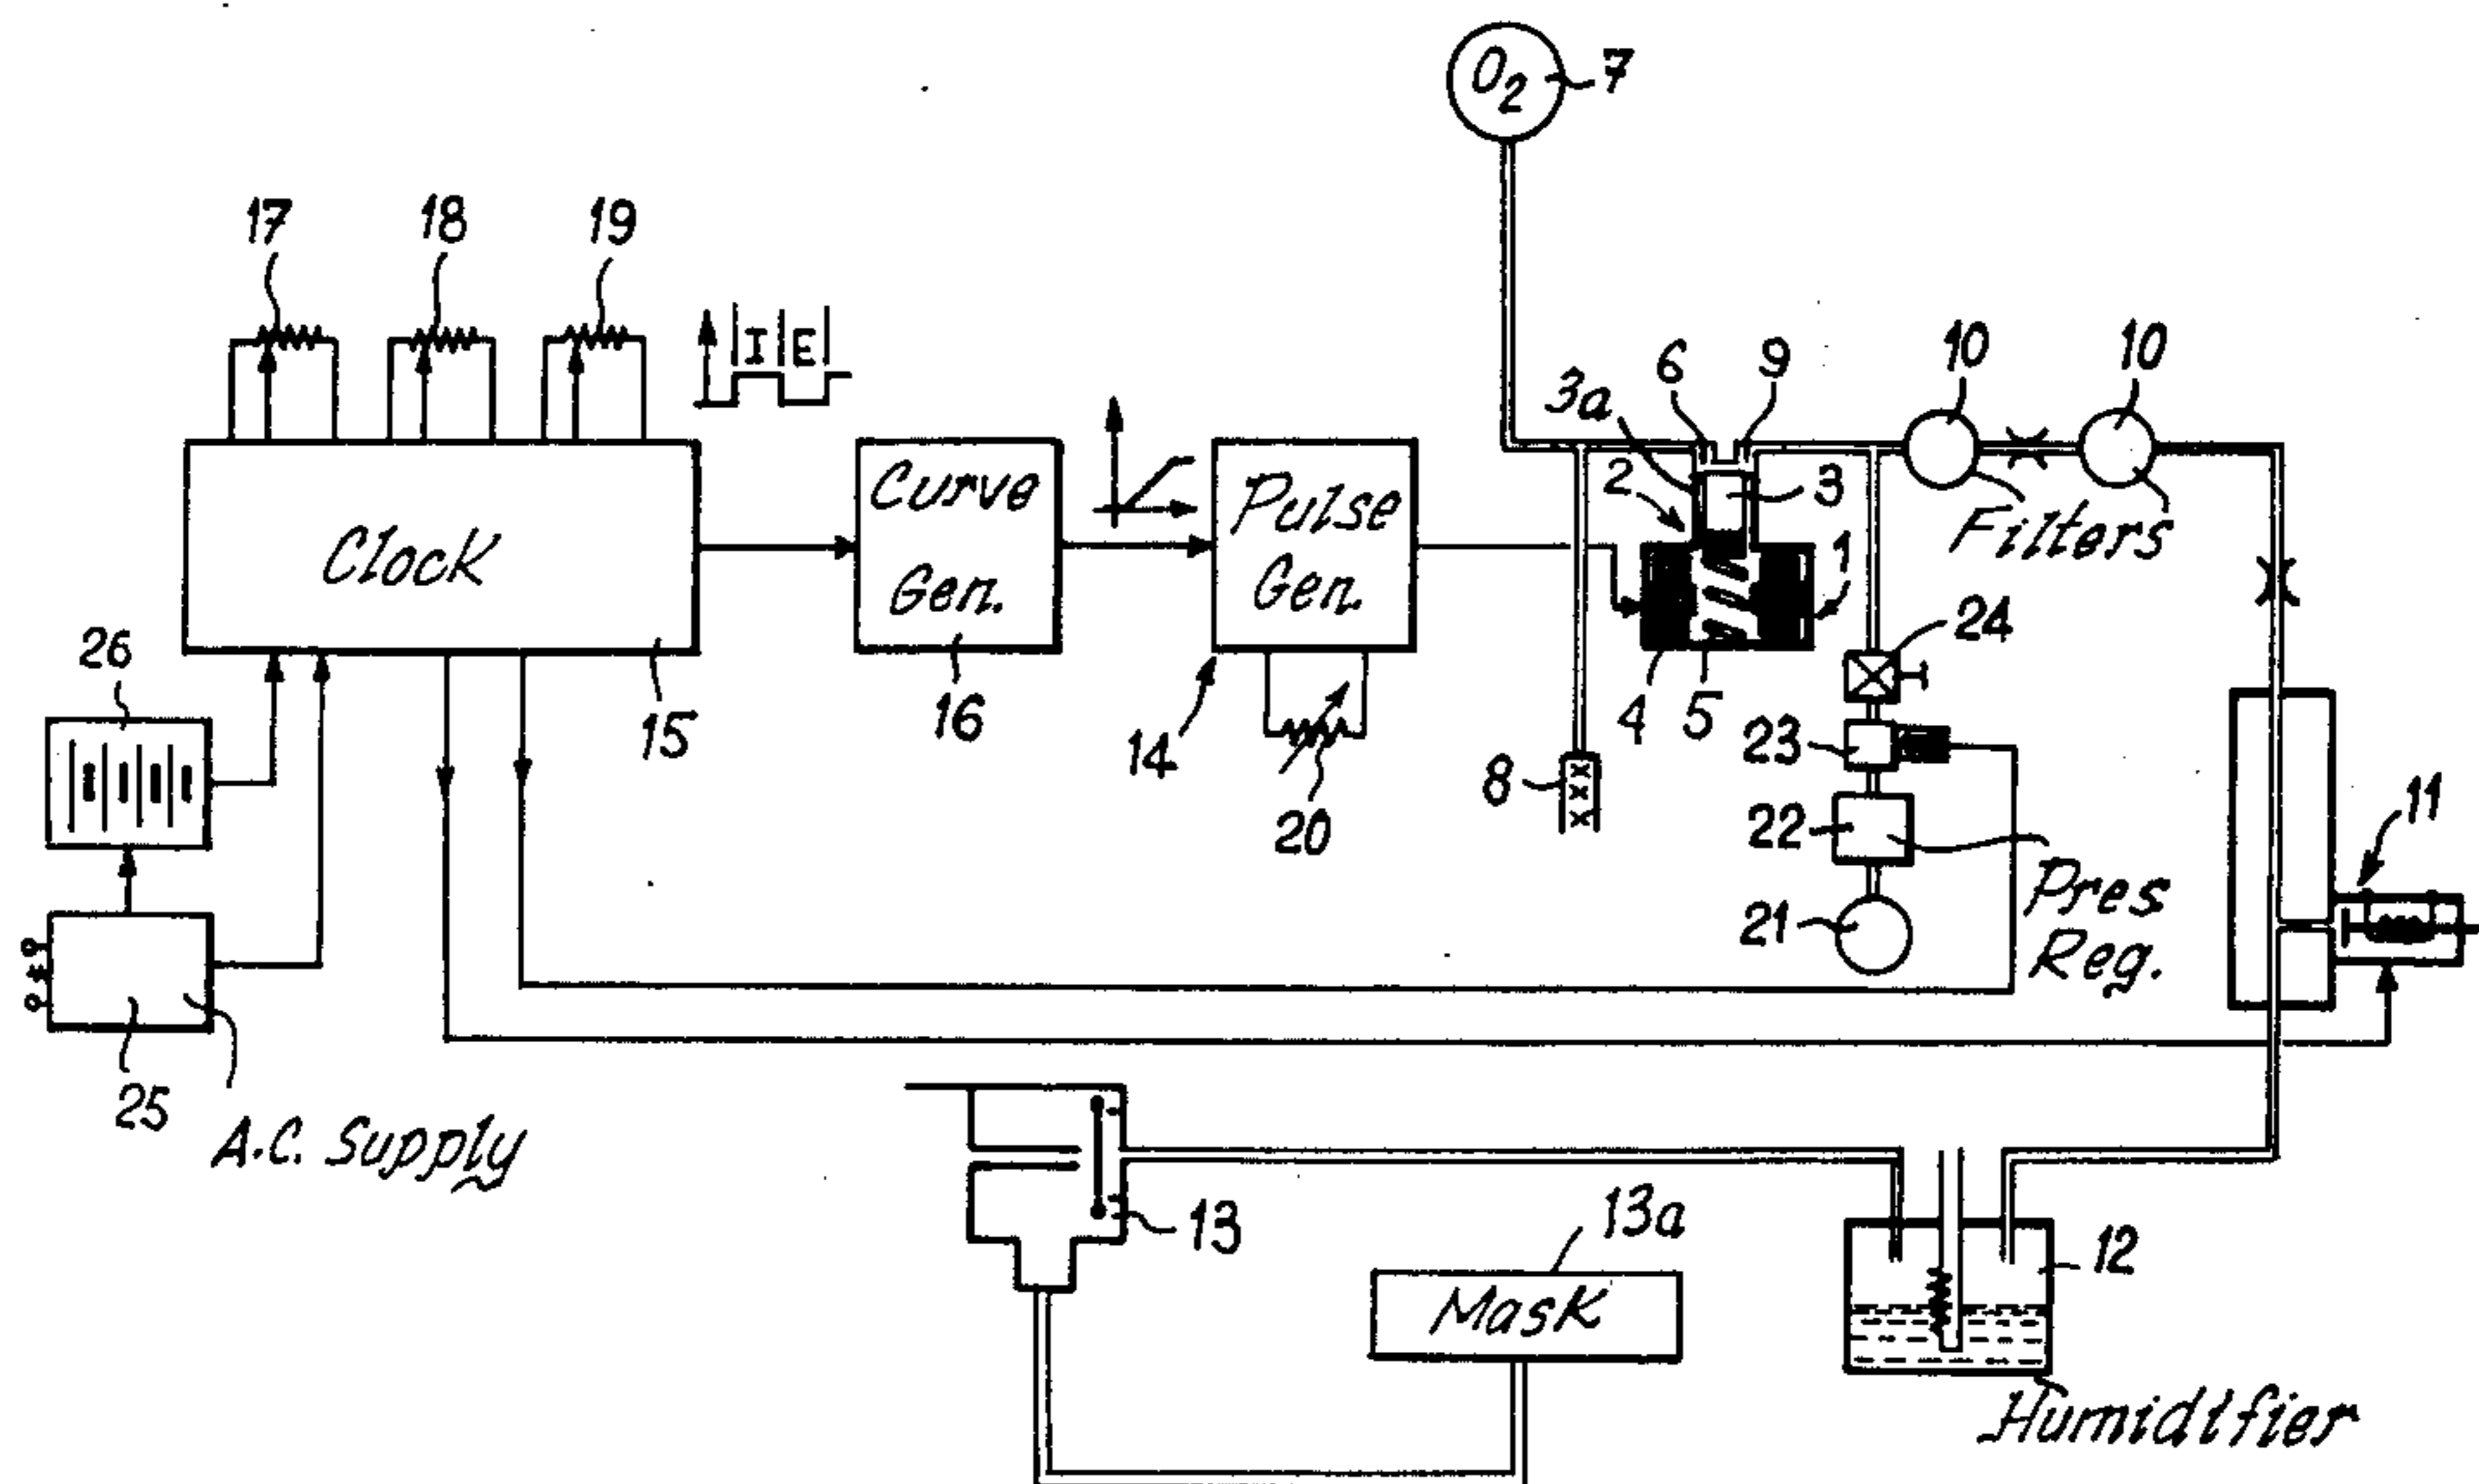 O2
7
17
18
19
I E
6
9
10
10
3a
2
3
1
Filters
Clock
Curve
Gen.
Pulse
Gen.
24
26
15
16
14
4
5
23
8
20
22
11
21
Pres
Reg.
25
A.C. Supply
13
13a
12
Mask
Humidifier